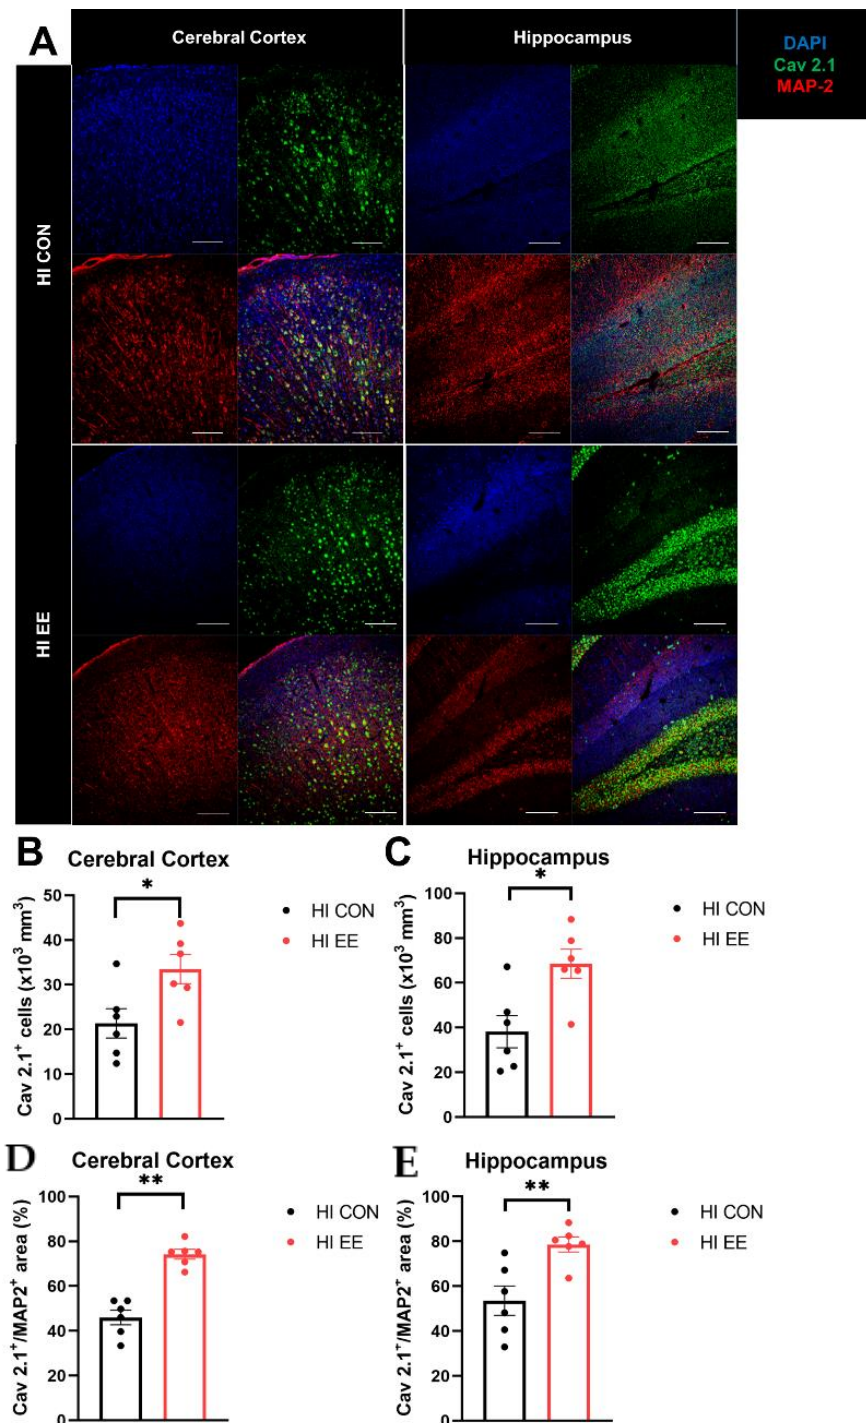 A
Cerebral Cortex
Hippocampus
DAPI
Cav 2.1
MAP-2
HI CON
HI EE
B
Cerebral Cortex
*
Cav 2.1⁺ cells (x10³ mm³)
50
40
30
20
10
0
HI CON
HI EE
C
Hippocampus
*
Cav 2.1⁺ cells (x10³ mm³)
100
80
60
40
20
0
HI CON
HI EE
D
Cerebral Cortex
**
Cav 2.1⁺/MAP2⁺ area (%)
100
80
60
40
20
0
HI CON
HI EE
E
Hippocampus
**
Cav 2.1⁺/MAP2⁺ area (%)
100
80
60
40
20
0
HI CON
HI EE